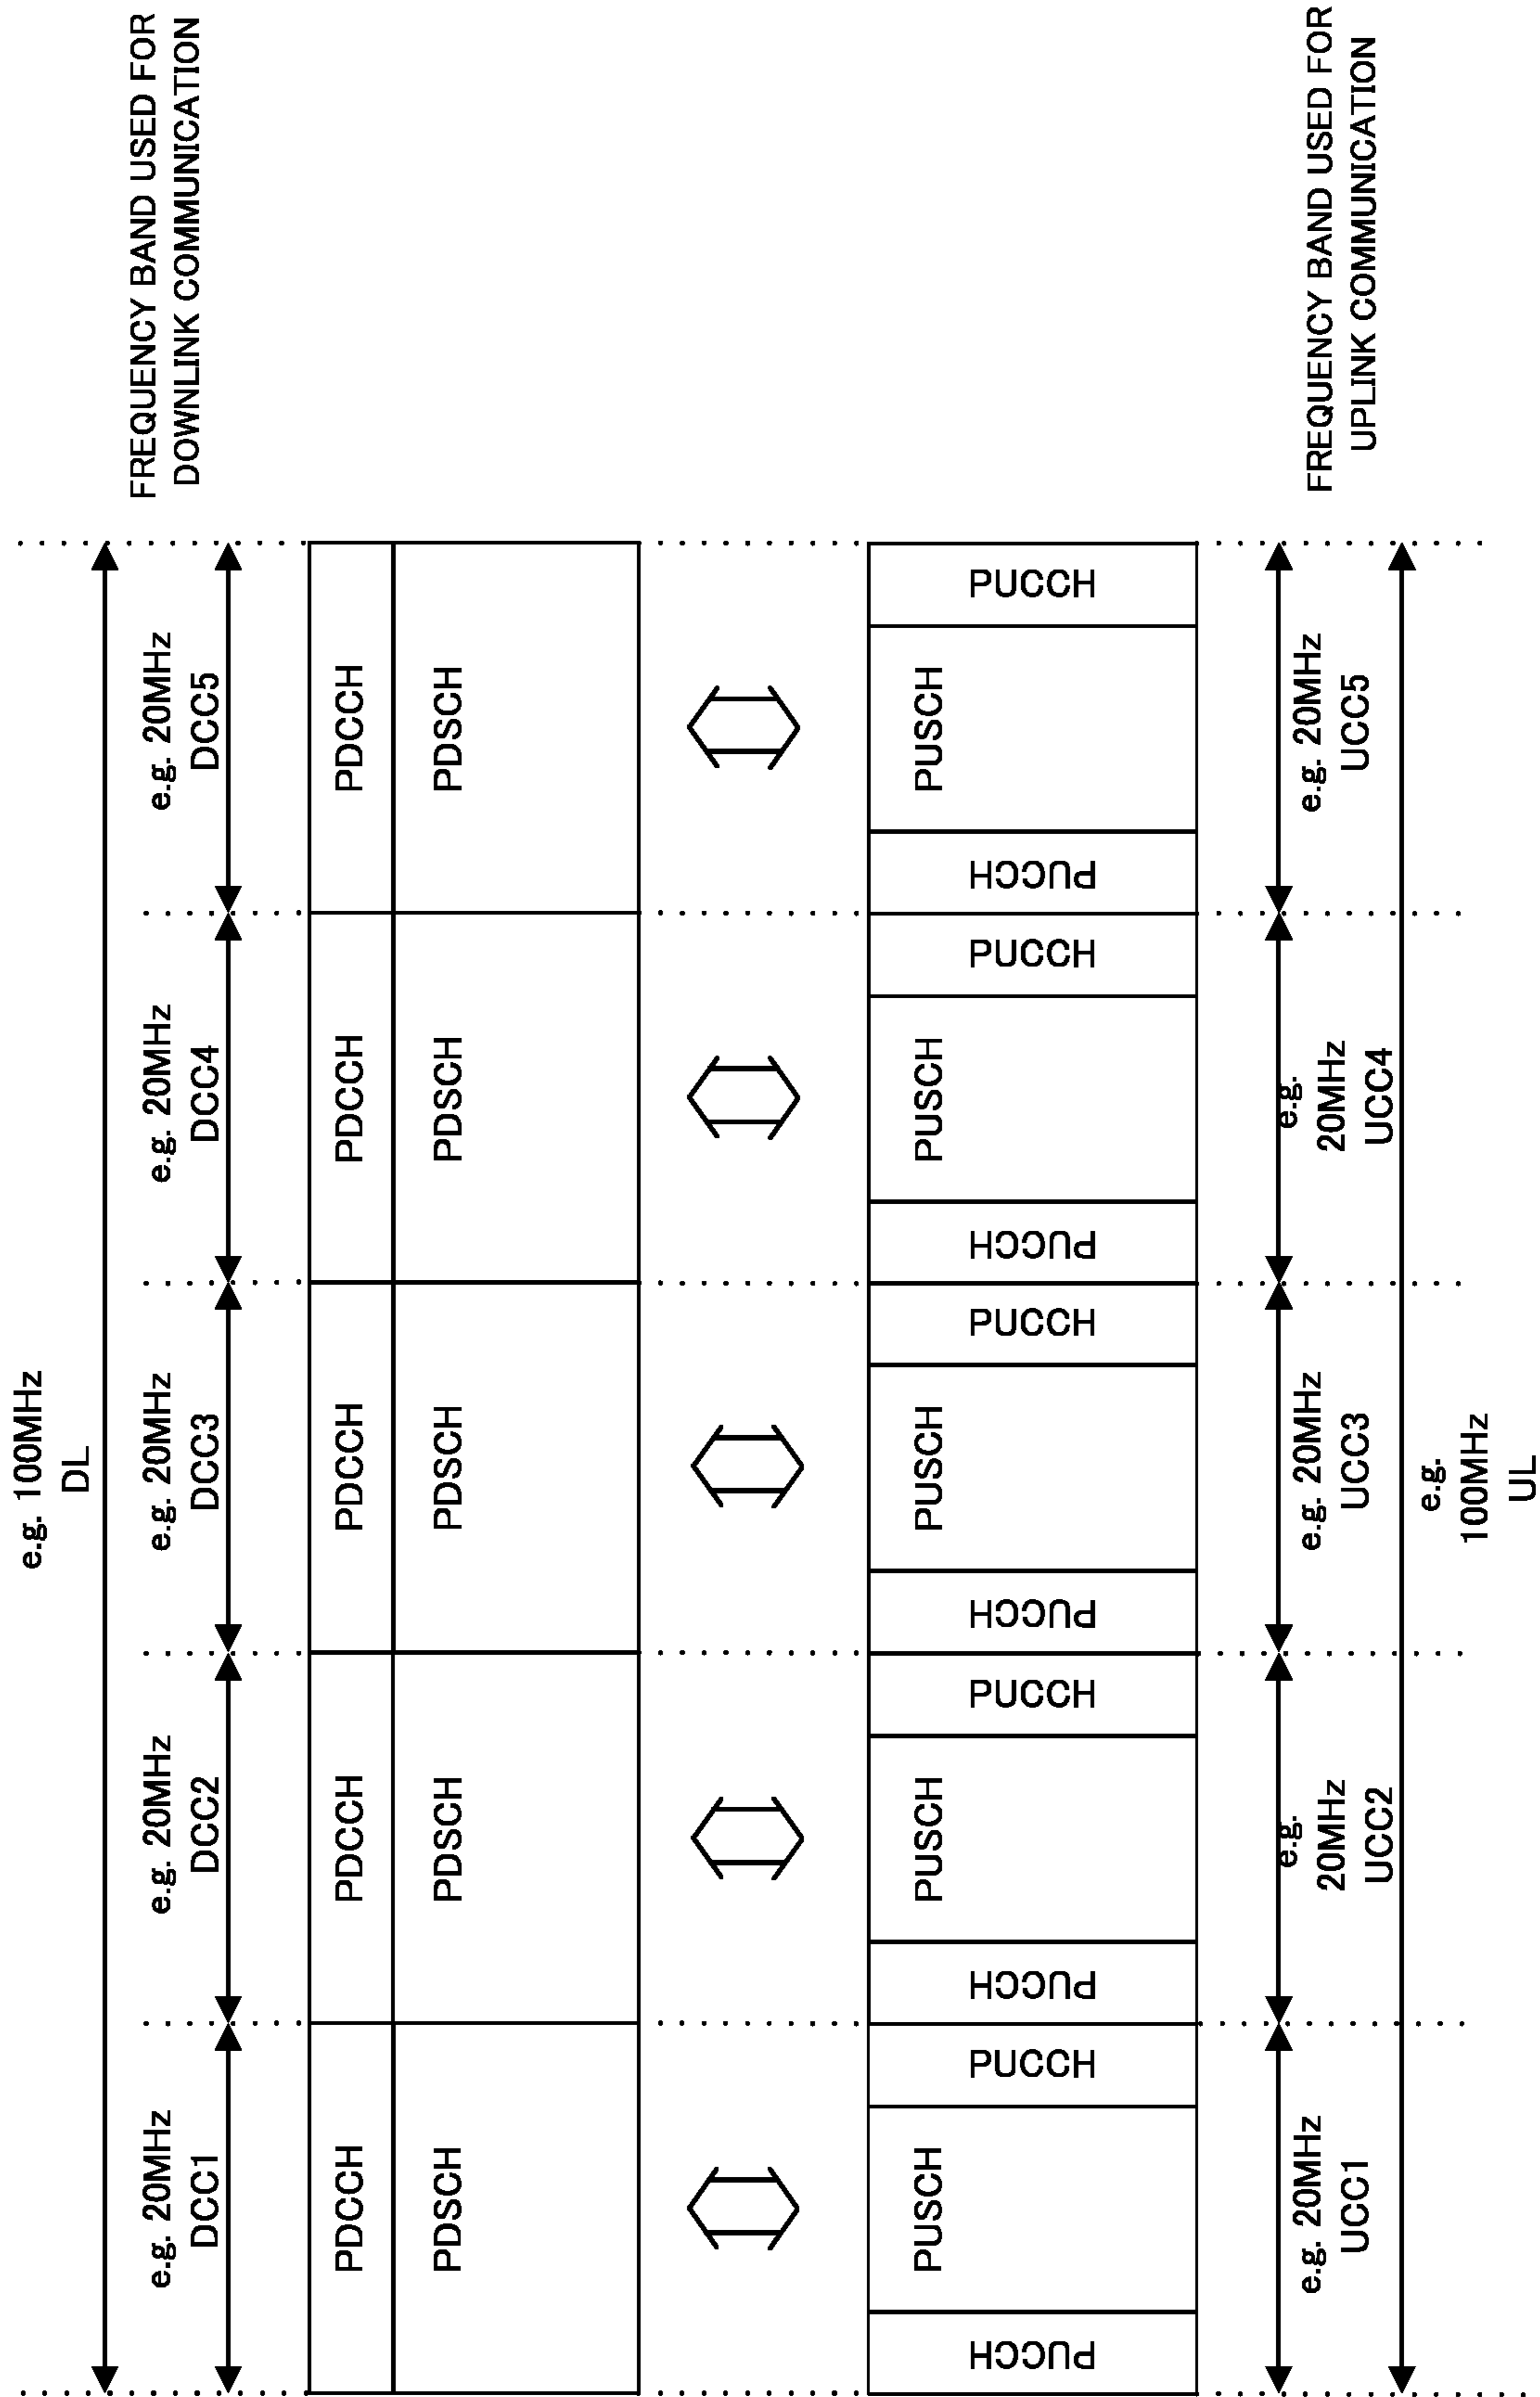 e.g. 100MHz
DL
FREQUENCY BAND USED FOR
DOWNLINK COMMUNICATION
e.g. 20MHz
DCC1
e.g. 20MHz
DCC2
e.g. 20MHz
DCC3
e.g. 20MHz
DCC4
e.g. 20MHz
DCC5
PDCCH
PDCCH
PDCCH
PDCCH
PDCCH
PDSCH
PDSCH
PDSCH
PDSCH
PDSCH
PUCCH
PUSCH
PUCCH
PUCCH
PUSCH
PUCCH
PUCCH
PUSCH
PUCCH
PUCCH
PUSCH
PUCCH
PUCCH
PUSCH
PUCCH
e.g. 20MHz
UCC1
e.g.
20MHz
UCC2
e.g. 20MHz
UCC3
e.g.
20MHz
UCC4
e.g. 20MHz
UCC5
FREQUENCY BAND USED FOR
UPLINK COMMUNICATION
e.g.
100MHz
UL